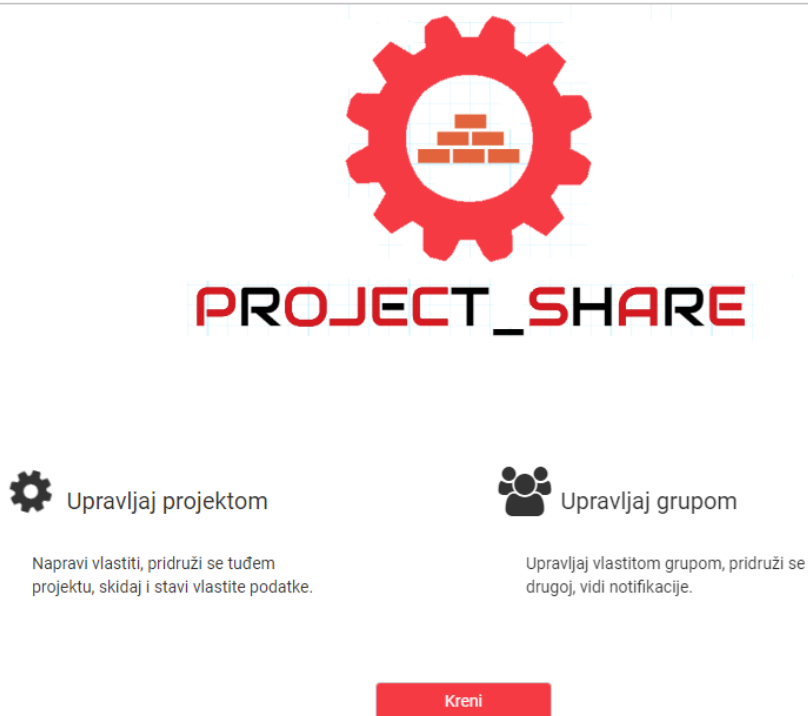 PROJECT_SHARE
Upravljaj projektom
Napravi vlastiti, pridruži se tuđem
projektu, skidaj i stavi vlastite podatke.
Upravljaj grupom
Upravljaj vlastitom grupom, pridruži se
drugoj, vidi notifikacije.
Kreni